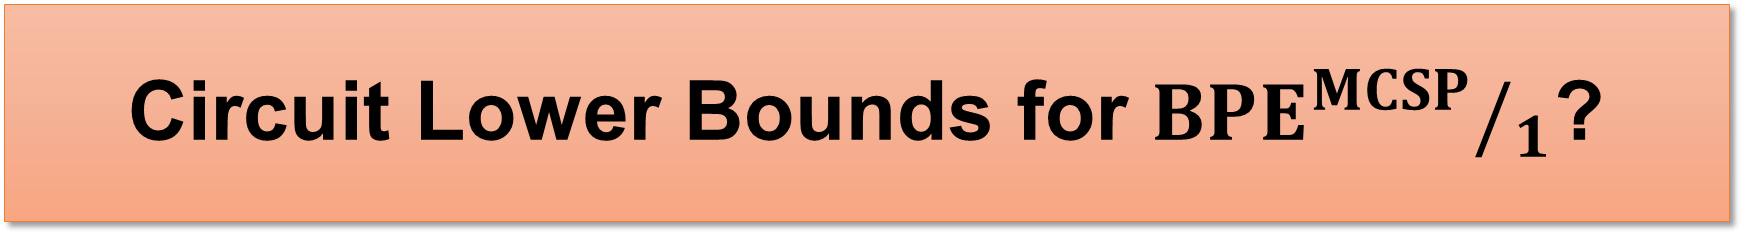 Circuit Lower Bounds for BPE^MCSP/₁?